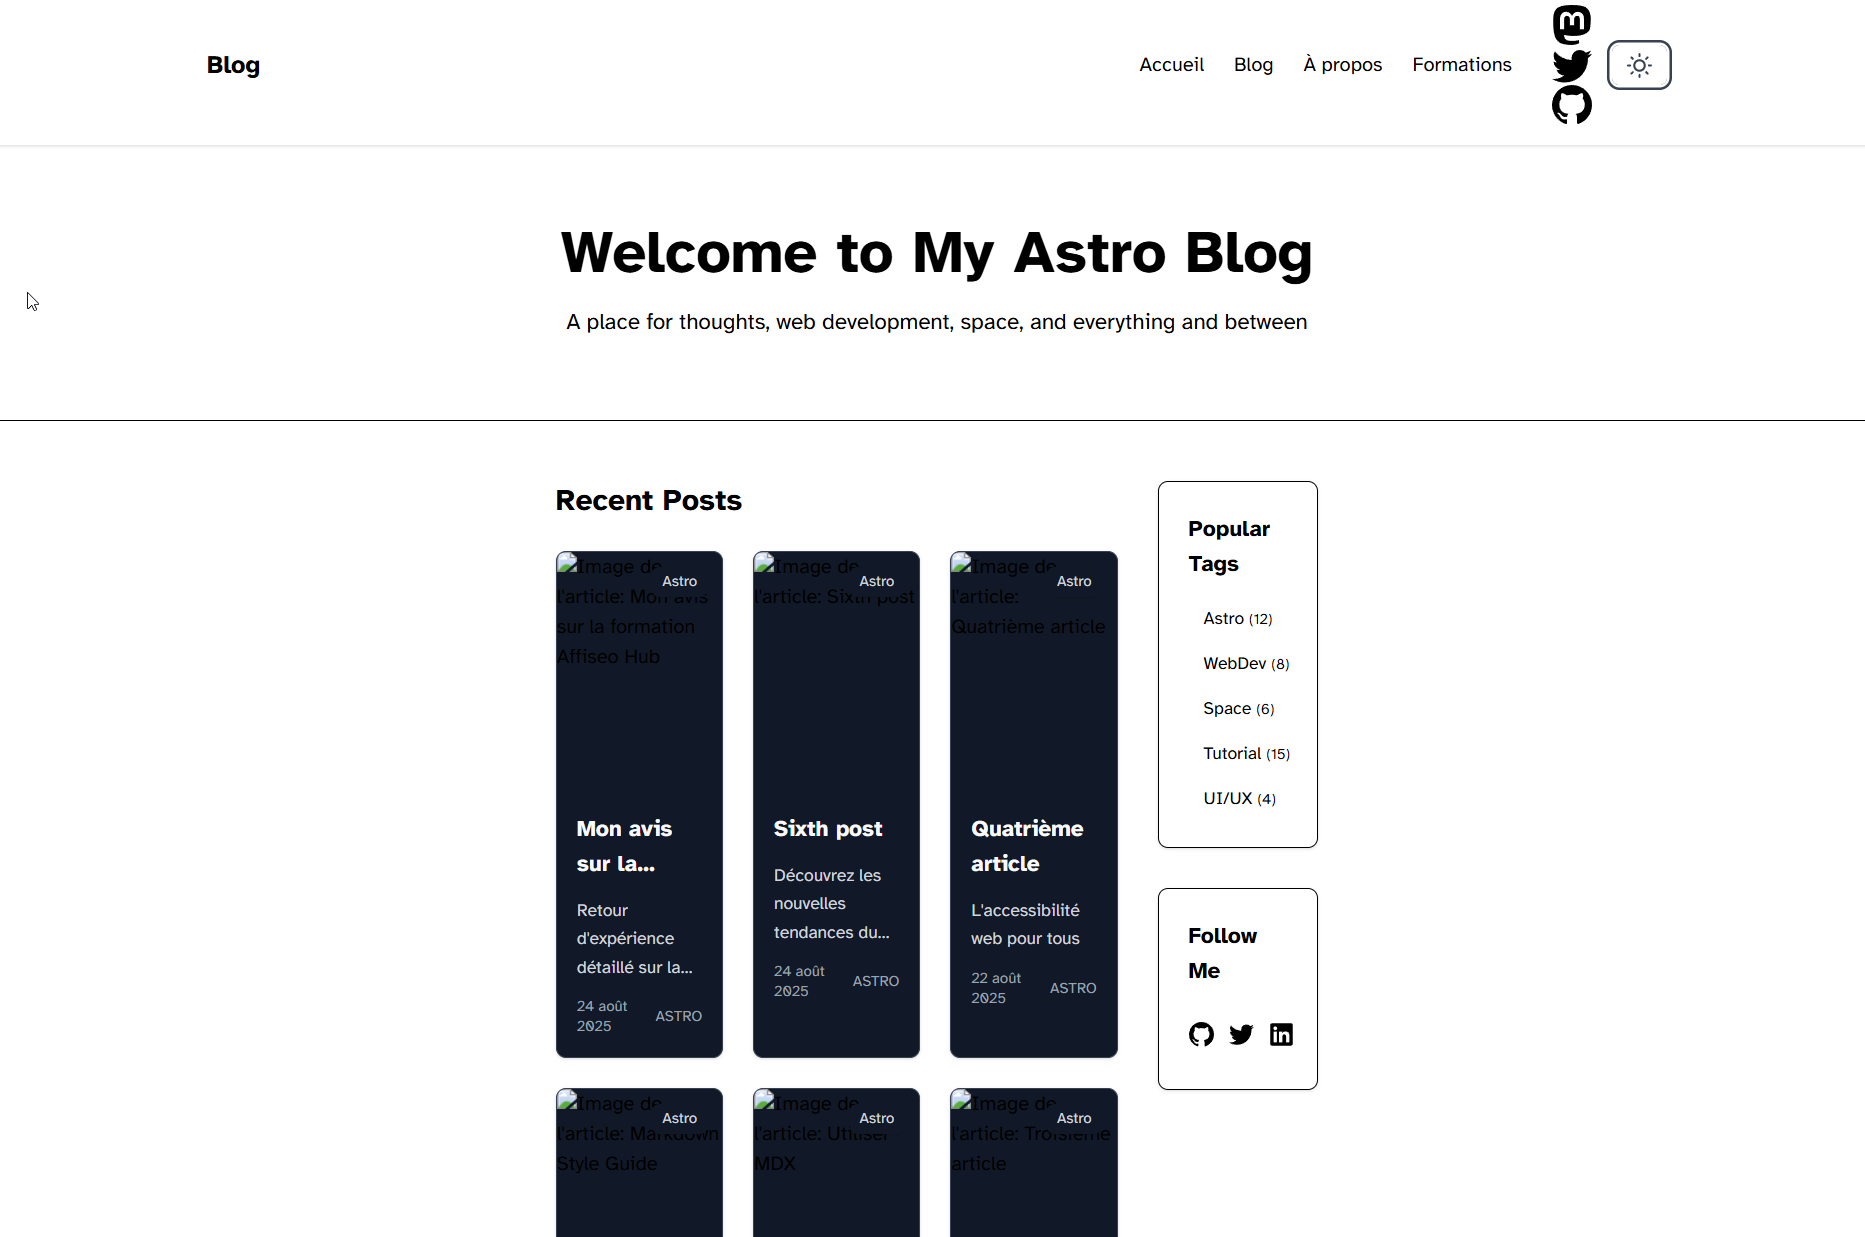 Blog
Accueil
Blog
À propos
Formations
Welcome to My Astro Blog
A place for thoughts, web development, space, and everything and between
Recent Posts
Image de
l'article: Mon avis
sur la formation
Affiseo Hub
Astro
Mon avis
sur la...
Retour
d'expérience
détaillé sur la...
24 août
2025
ASTRO
Image de
l'article: Sixth post
Astro
Sixth post
Découvrez les
nouvelles
tendances du...
24 août
2025
ASTRO
Image de
l'article:
Quatrième article
Astro
Quatrième
article
L'accessibilité
web pour tous
22 août
2025
ASTRO
Image de
l'article: Markdown
Style Guide
Astro
Image de
l'article: Utiliser
MDX
Astro
Image de
l'article: Troisième
article
Astro
Popular
Tags
Astro (12)
WebDev (8)
Space (6)
Tutorial (15)
UI/UX (4)
Follow
Me